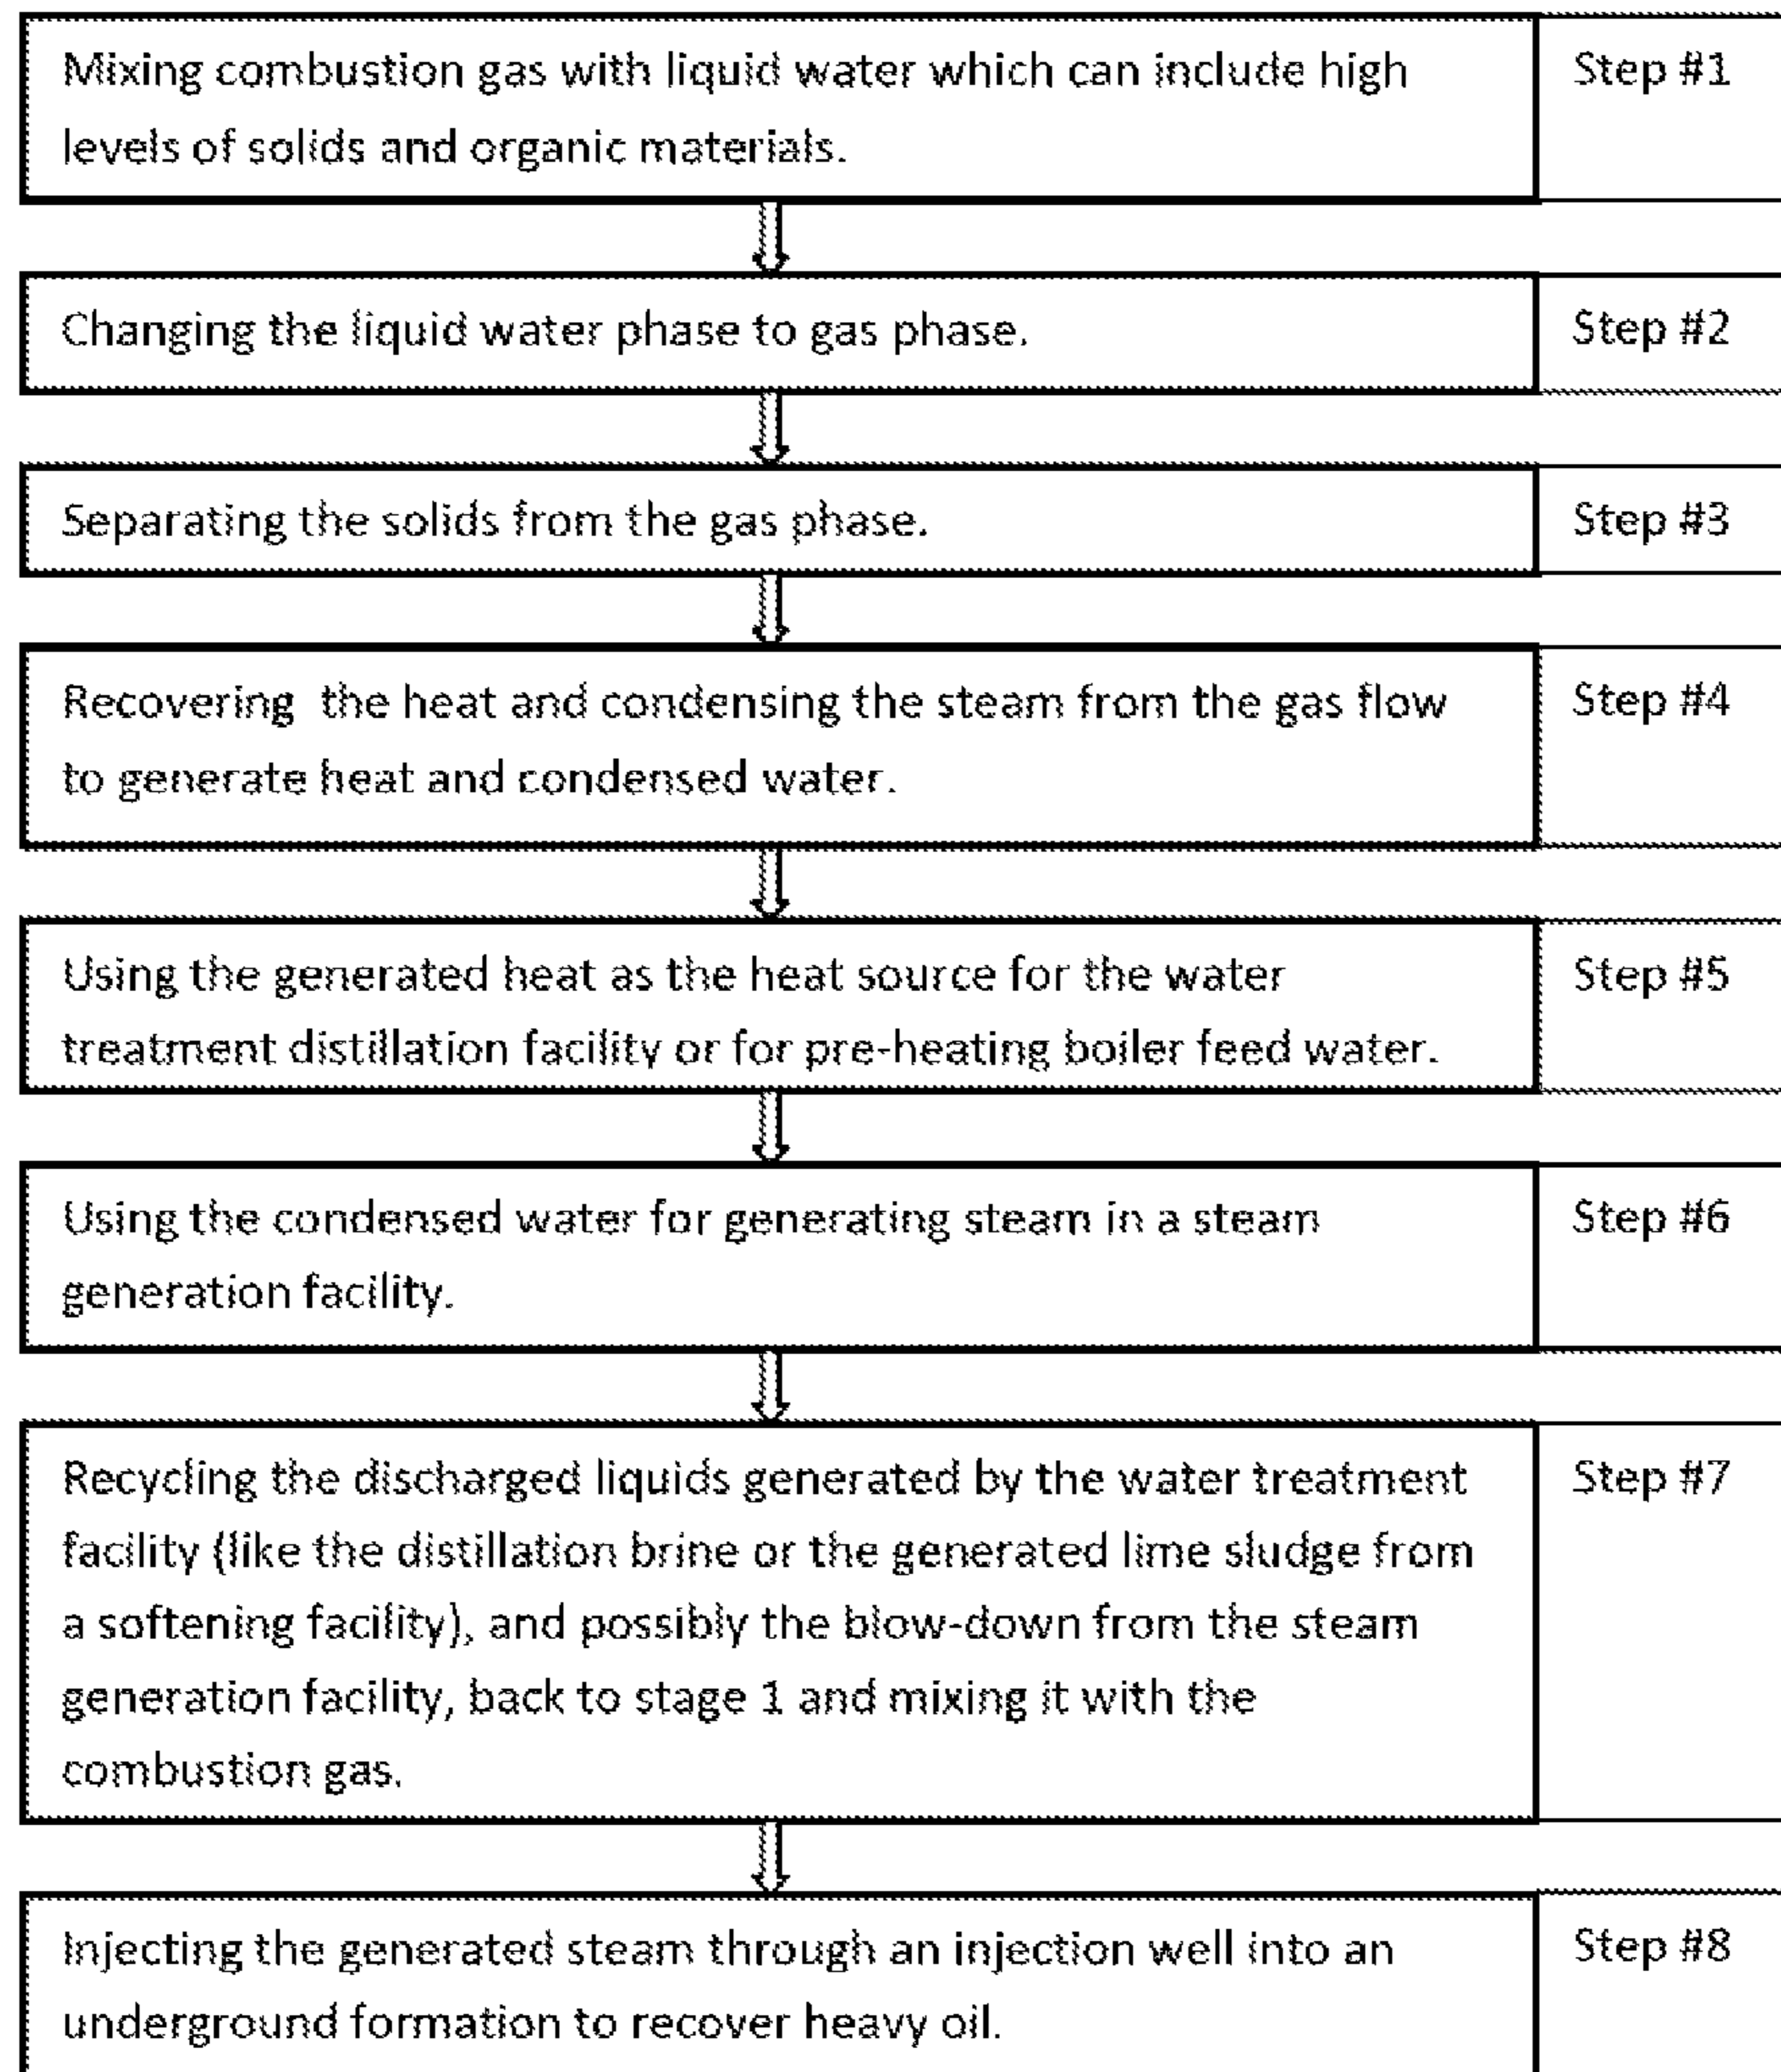 Mixing combustion gas with liquid water which can include high Step #1
levels of solids and organic materials.
Changing the liquid water phase to gas phase. Step #2
Separating the solids from the gas phase. Step #3
Recovering the heat and condensing the steam from the gas flow Step #4
to generate heat and condensed water.
Using the generated heat as the heat source for the water Step #5
treatment distillation facility or for pre-heating boiler feed water.
Using the condensed water for generating steam in a steam Step #6
generation facility.
Recycling the discharged liquids generated by the water treatment Step #7
facility (like the distillation brine or the generated lime sludge from
a softening facility), and possibly the blow-down from the steam
generation facility, back to stage 1 and mixing it with the
combustion gas.
Injecting the generated steam through an injection well into an Step #8
underground formation to recover heavy oil.